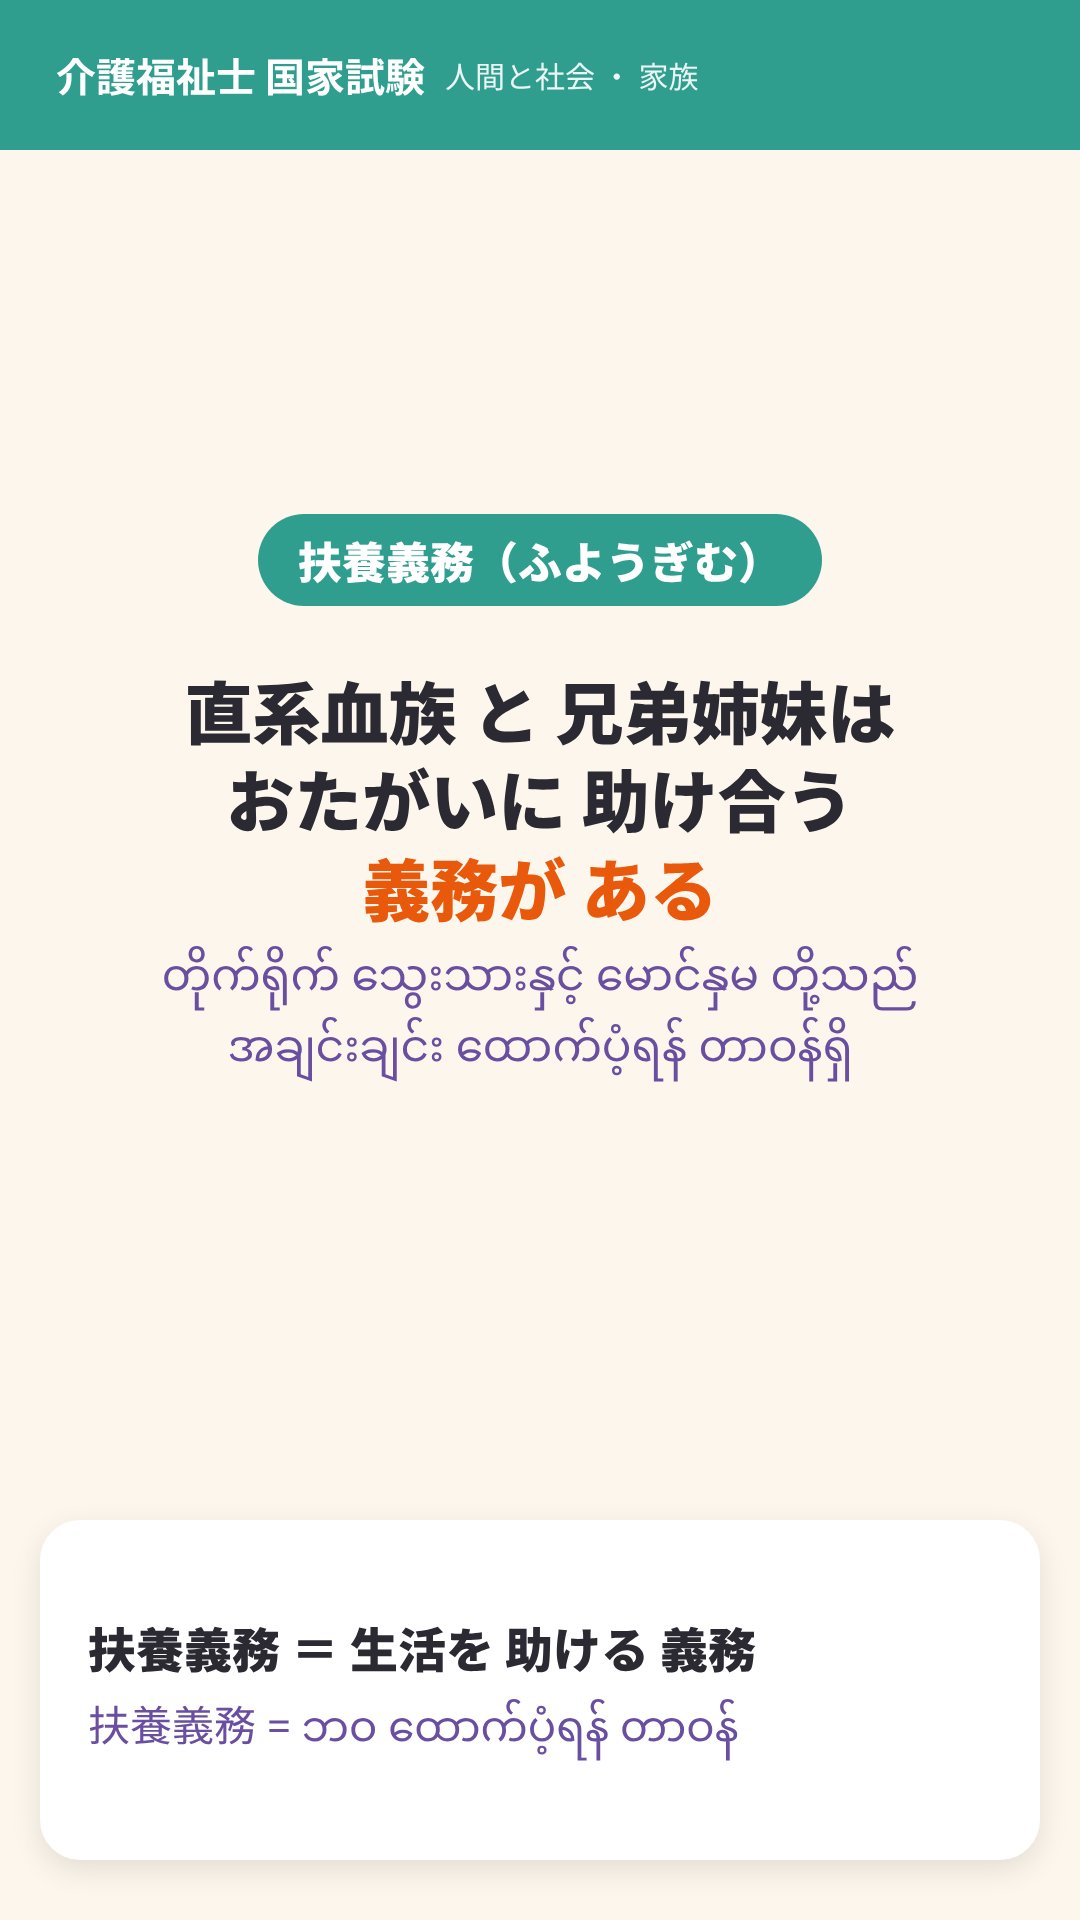 介護福祉士 国家試験 人間と社会 ・ 家族
扶養義務（ふようぎむ）
直系血族 と 兄弟姉妹は
おたがいに 助け合う
義務が ある
တိုက်ရိုက် သွေးသားနှင့် မောင်နှမ တို့သည်
အချင်းချင်း ထောက်ပံ့ရန် တာဝန်ရှိ
扶養義務 ＝ 生活を 助ける 義務
扶養義務 = ဘဝ ထောက်ပံ့ရန် တာဝန်